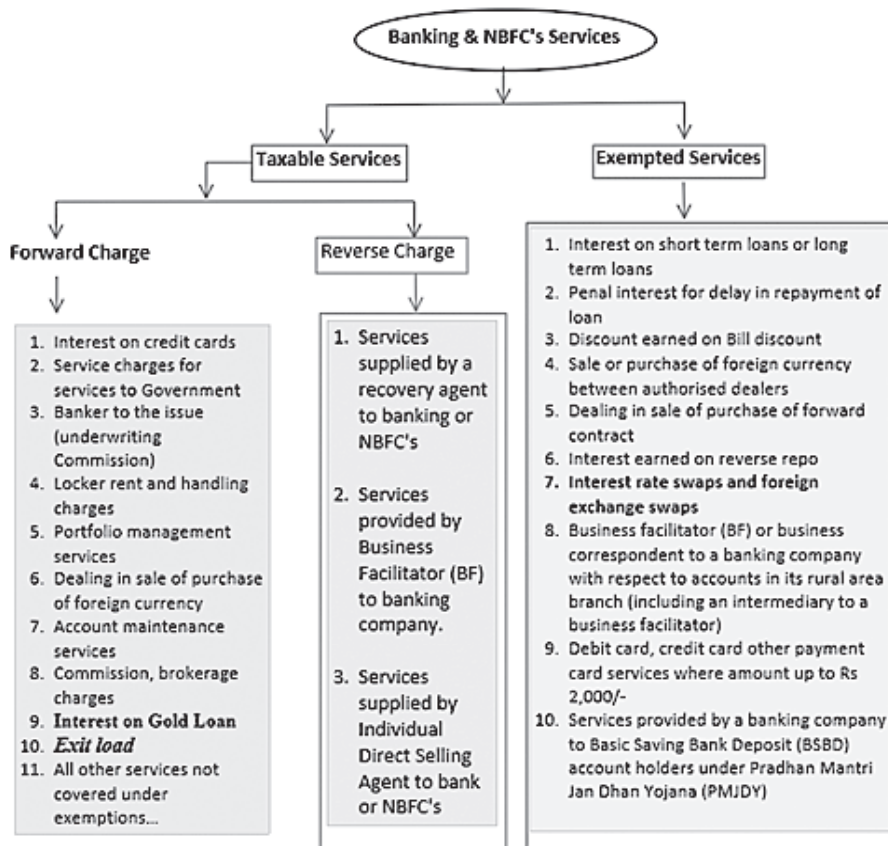 Banking & NBFC's Services
Taxable Services
Exempted Services
Forward Charge
Reverse Charge
1. Interest on credit cards
2. Service charges for
services to Government
3. Banker to the issue
(underwriting
Commission)
4. Locker rent and handling
charges
5. Portfolio management
services
6. Dealing in sale of purchase
of foreign currency
7. Account maintenance
services
8. Commission, brokerage
charges
9. Interest on Gold Loan
10. Exit load
11. All other services not
covered under
exemptions...
1. Services
supplied by a
recovery agent
to banking or
NBFC's
2. Services
provided by
Business
Facilitator (BF)
to banking
company.
3. Services
supplied by
Individual
Direct Selling
Agent to bank
or NBFC's
1. Interest on short term loans or long
term loans
2. Penal interest for delay in repayment of
loan
3. Discount earned on Bill discount
4. Sale or purchase of foreign currency
between authorised dealers
5. Dealing in sale of purchase of forward
contract
6. Interest earned on reverse repo
7. Interest rate swaps and foreign
exchange swaps
8. Business facilitator (BF) or business
correspondent to a banking company
with respect to accounts in its rural area
branch (including an intermediary to a
business facilitator)
9. Debit card, credit card other payment
card services where amount up to Rs
2,000/-
10. Services provided by a banking company
to Basic Saving Bank Deposit (BSBD)
account holders under Pradhan Mantri
Jan Dhan Yojana (PMJDY)